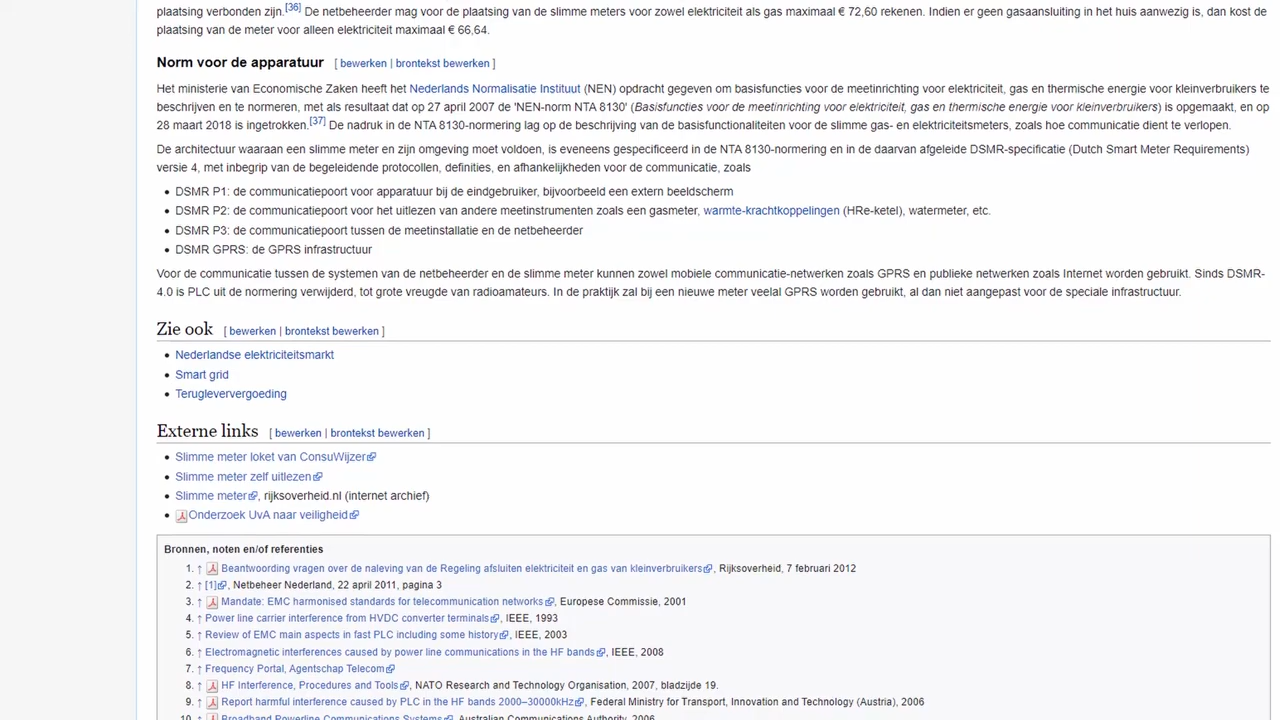 plaatsing verbonden zijn.[36] De netbeheerder mag voor de plaatsing van de slimme meters voor zowel elektriciteit als gas maximaal € 72,60 rekenen. Indien er geen gasaansluiting in het huis aanwezig is, dan kost de
plaatsing van de meter voor alleen elektriciteit maximaal € 66,64.
Norm voor de apparatuur [ bewerken | brontekst bewerken ]
Het ministerie van Economische Zaken heeft het Nederlands Normalisatie Instituut (NEN) opdracht gegeven om basisfuncties voor de meetinrichting voor elektriciteit, gas en thermische energie voor kleinverbruikers te
beschrijven en te normeren, met als resultaat dat op 27 april 2007 de 'NEN-norm NTA 8130' (Basisfuncties voor de meetinrichting voor elektriciteit, gas en thermische energie voor kleinverbruikers) is opgemaakt, en op
28 maart 2018 is ingetrokken.[37] De nadruk in de NTA 8130-normering lag op de beschrijving van de basisfunctionaliteiten voor de slimme gas- en elektriciteitsmeters, zoals hoe communicatie dient te verlopen.
De architectuur waaraan een slimme meter en zijn omgeving moet voldoen, is eveneens gespecificeerd in de NTA 8130-normering en in de daarvan afgeleide DSMR-specificatie (Dutch Smart Meter Requirements)
versie 4, met inbegrip van de begeleidende protocollen, definities, en afhankelijkheden voor de communicatie, zoals
• DSMR P1: de communicatiepoort voor apparatuur bij de eindgebruiker, bijvoorbeeld een extern beeldscherm
• DSMR P2: de communicatiepoort voor het uitlezen van andere meetinstrumenten zoals een gasmeter, warmte-krachtkoppelingen (HRe-ketel), watermeter, etc.
• DSMR P3: de communicatiepoort tussen de meetinstallatie en de netbeheerder
• DSMR GPRS: de GPRS infrastructuur
Voor de communicatie tussen de systemen van de netbeheerder en de slimme meter kunnen zowel mobiele communicatie-netwerken zoals GPRS en publieke netwerken zoals Internet worden gebruikt. Sinds DSMR-
4.0 is PLC uit de normering verwijderd, tot grote vreugde van radioamateurs. In de praktijk zal bij een nieuwe meter veelal GPRS worden gebruikt, al dan niet aangepast voor de speciale infrastructuur.
Zie ook [ bewerken | brontekst bewerken ]
• Nederlandse elektriciteitsmarkt
• Smart grid
• Terugleververgoeding
Externe links [ bewerken | brontekst bewerken ]
• Slimme meter loket van ConsuWijzer
• Slimme meter zelf uitlezen
• Slimme meter, rijksoverheid.nl (internet archief)
• Onderzoek UvA naar veiligheid
Bronnen, noten en/of referenties
1. ↑ Beantwoording vragen over de naleving van de Regeling afsluiten elektriciteit en gas van kleinverbruikers, Rijksoverheid, 7 februari 2012
2. ↑ [1], Netbeheer Nederland, 22 april 2011, pagina 3
3. ↑ Mandate: EMC harmonised standards for telecommunication networks, Europese Commissie, 2001
4. ↑ Power line carrier interference from HVDC converter terminals, IEEE, 1993
5. ↑ Review of EMC main aspects in fast PLC including some history, IEEE, 2003
6. ↑ Electromagnetic interferences caused by power line communications in the HF bands, IEEE, 2008
7. ↑ Frequency Portal, Agentschap Telecom
8. ↑ HF Interference, Procedures and Tools, NATO Research and Technology Organisation, 2007, bladzijde 19.
9. ↑ Report harmful interference caused by PLC in the HF bands 2000–30000kHz, Federal Ministry for Transport, Innovation and Technology (Austria), 2006
10. ↑ Broadband Powerline Communications Systems, Australian Communications Authority, 2006